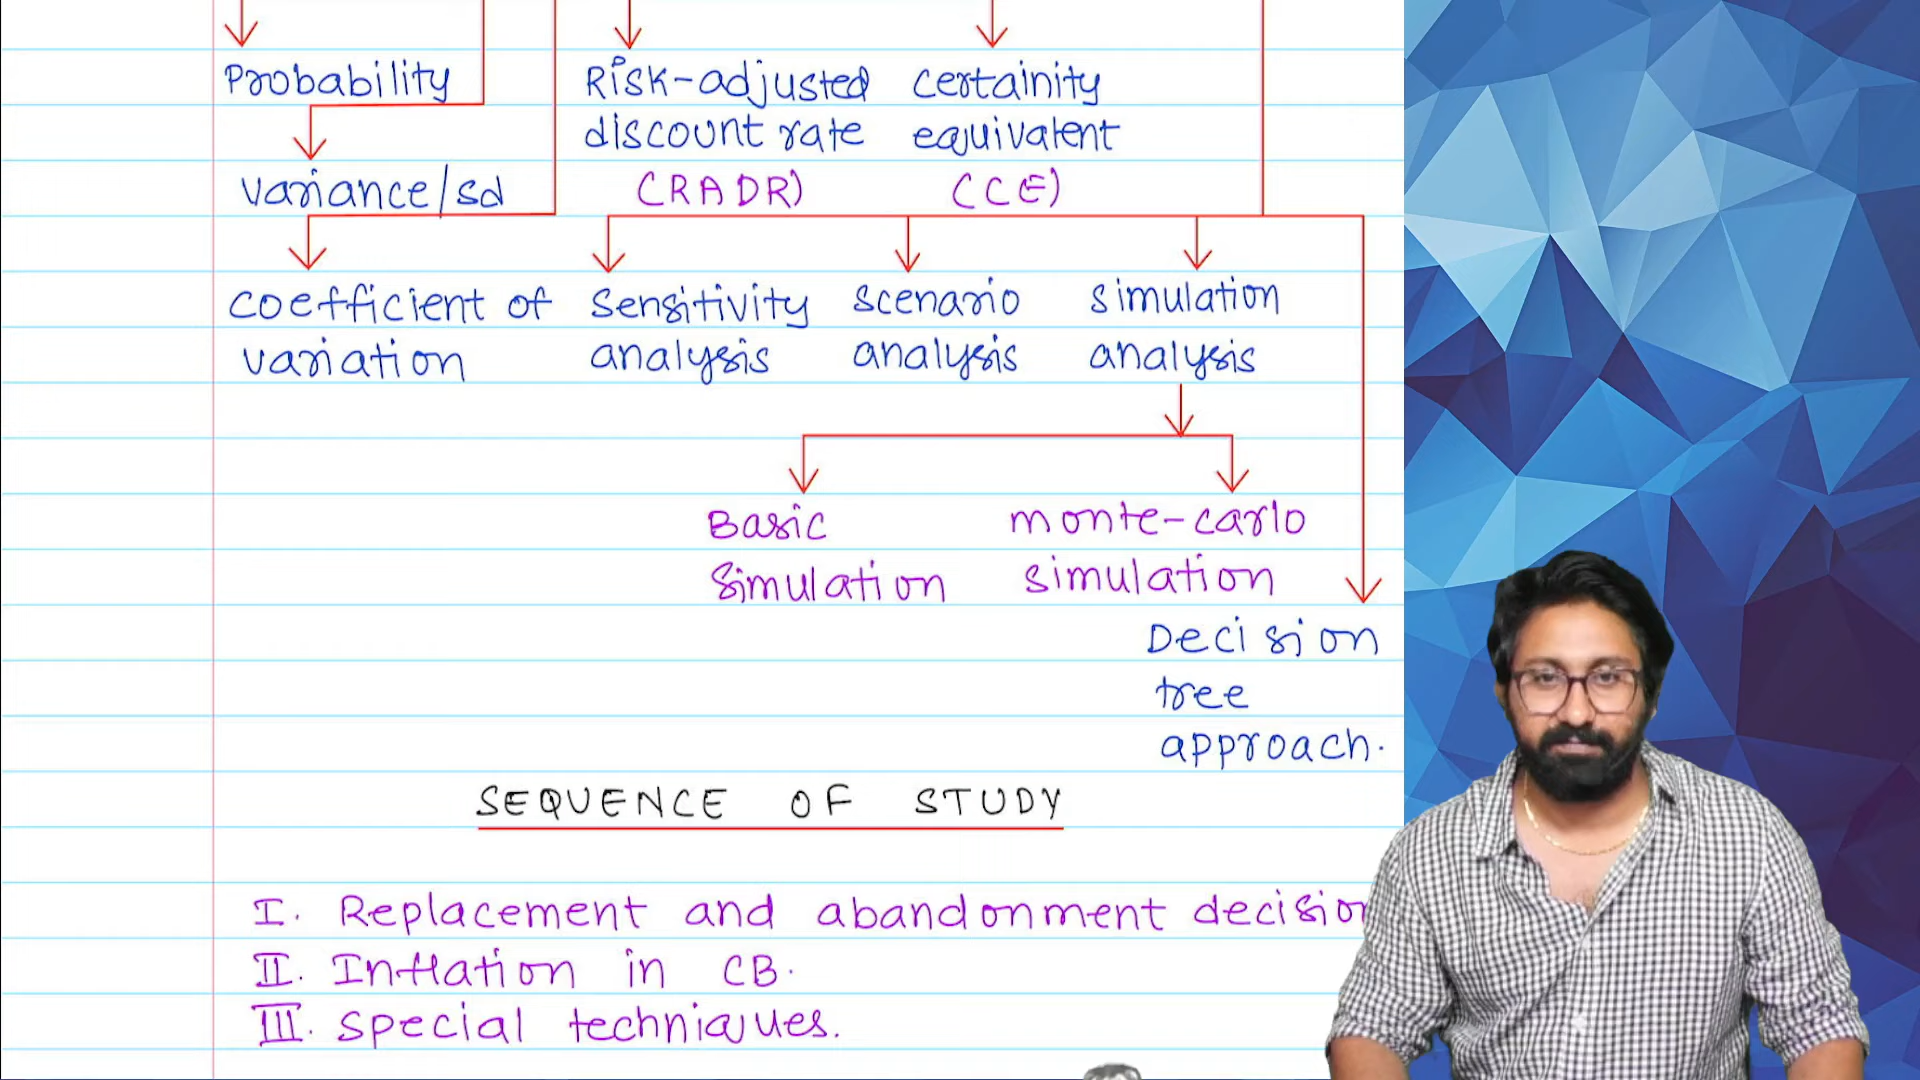 Probability
Risk-adjusted
discount rate
(RADR)
certainity
equivalent
(CE)
variance/sd
coefficient of
variation
Sensitivity
analysis
scenario
analysis
simulation
analysis
Basic
Simulation
monte-carlo
simulation
Decision
tree
approach.
SEQUENCE OF STUDY
I. Replacement and abandonment decision
II. Inflation in CB.
III. special techniques.